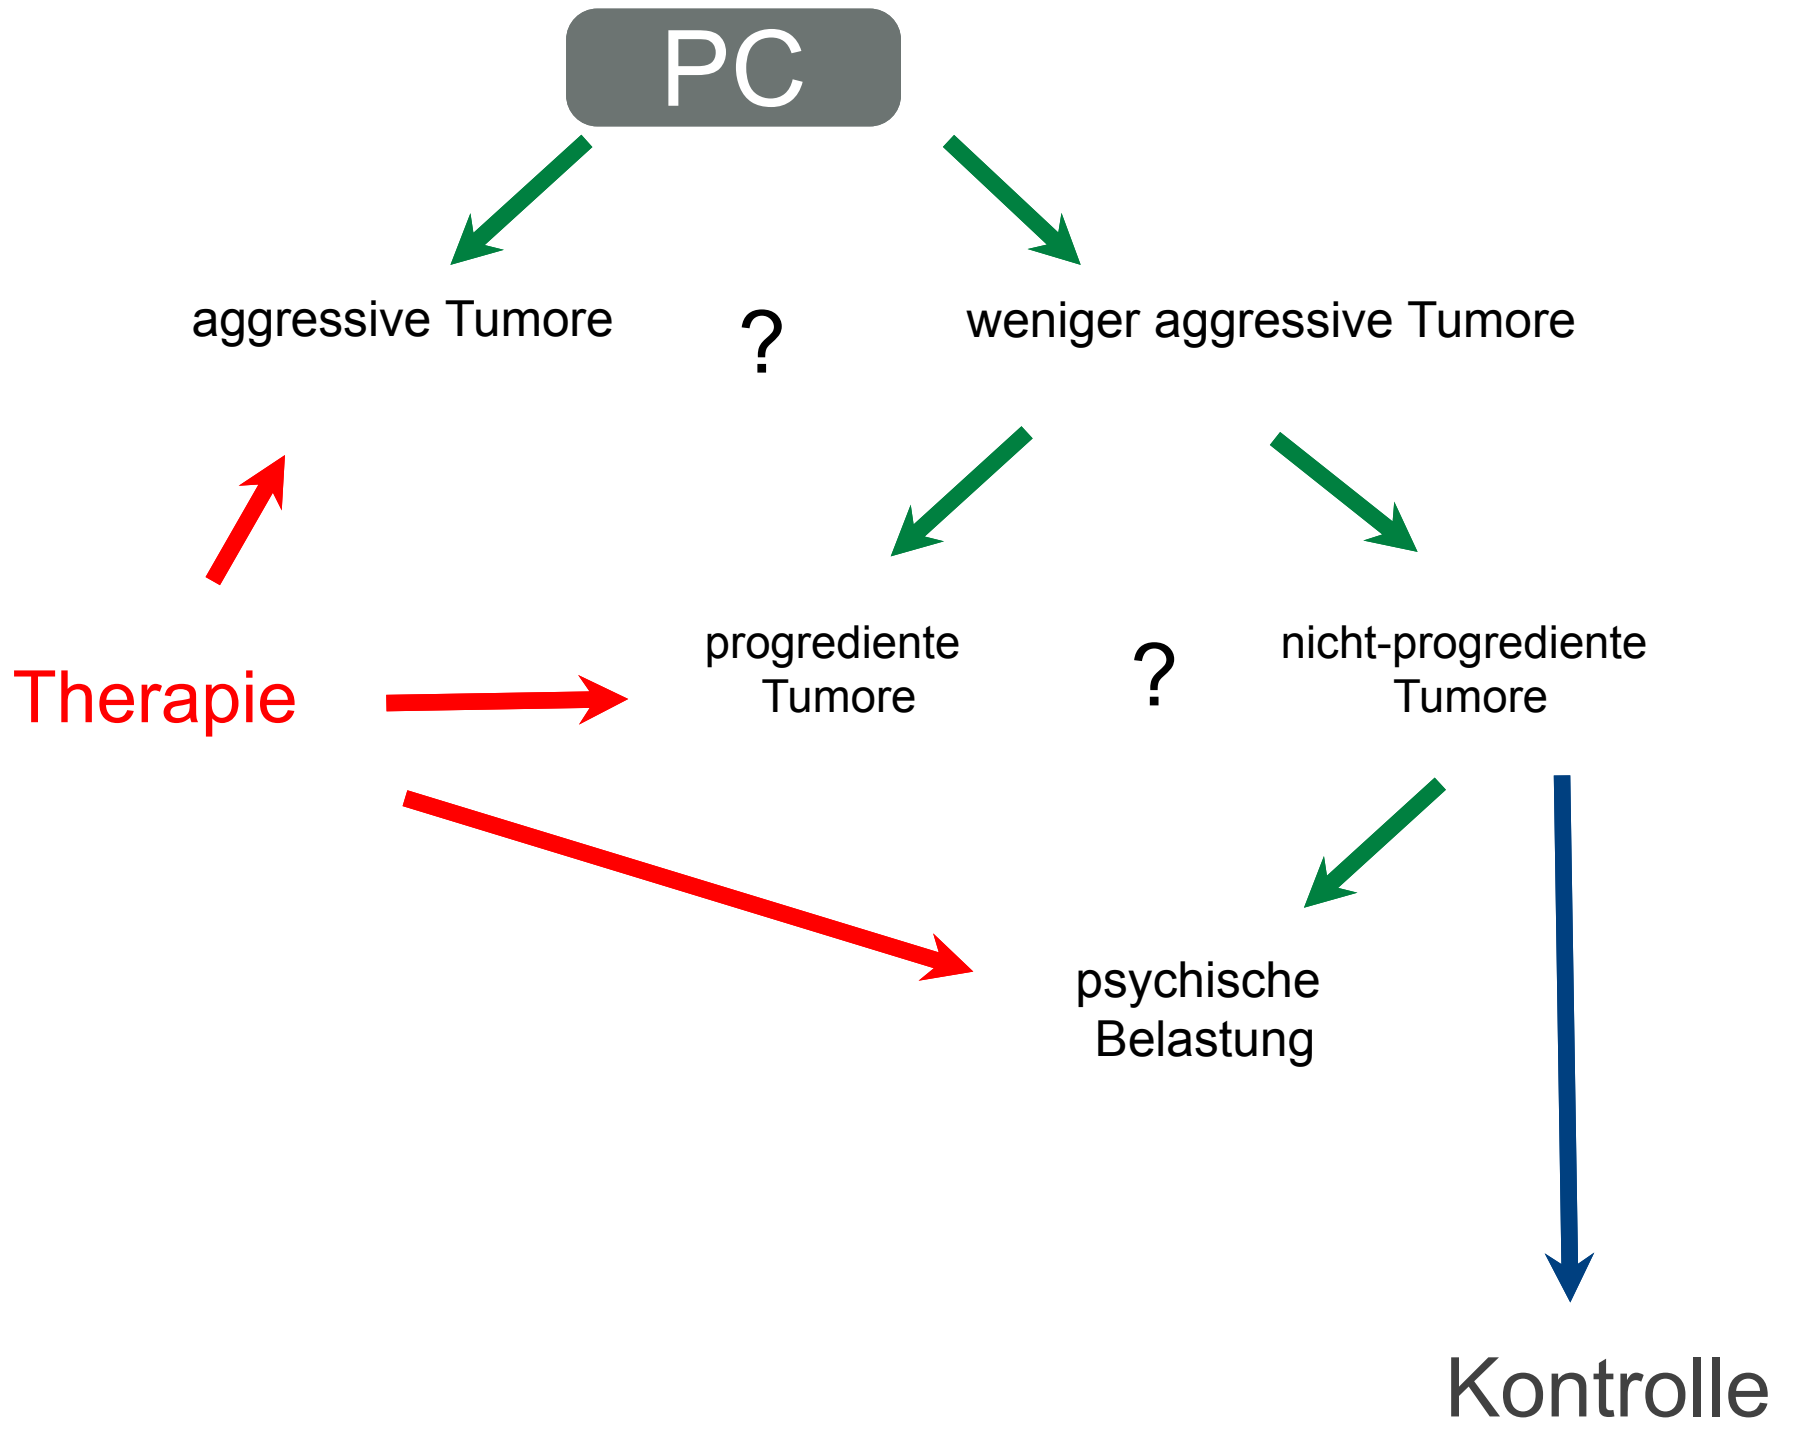 PC
aggressive Tumore
?
weniger aggressive Tumore
Therapie
progrediente
Tumore
?
nicht-progrediente
Tumore
psychische
Belastung
Kontrolle